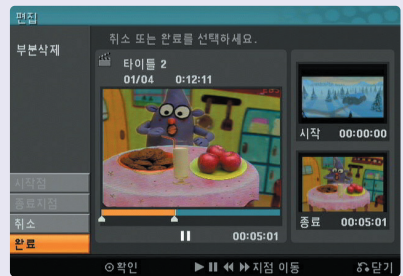 편집
부분삭제
취소 또는 완료를 선택하세요.
타이틀 2
01/04 0:12:11
시작 00:00:00
시작점
종료지점
취소
완료
종료 00:05:01
00:05:01
확인
지점 이동
닫기